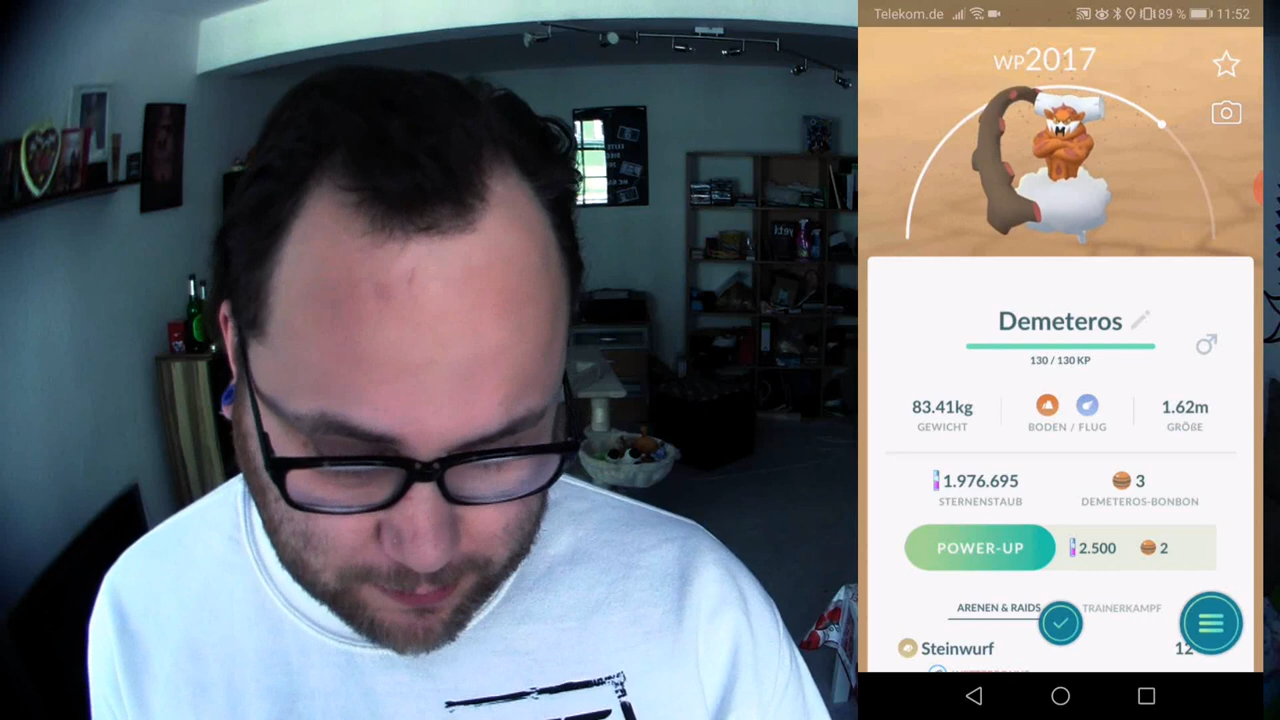 Telekom.de
89 %
11:52
WP2017
Demeteros
130 / 130 KP
83.41kg
GEWICHT
BODEN / FLUG
1.62m
GRÖßE
1.976.695
STERNENSTAUB
3
DEMETEROS-BONBON
POWER-UP
2.500
2
ARENEN & RAIDS
TRAINERKAMPF
Steinwurf
12
yeti